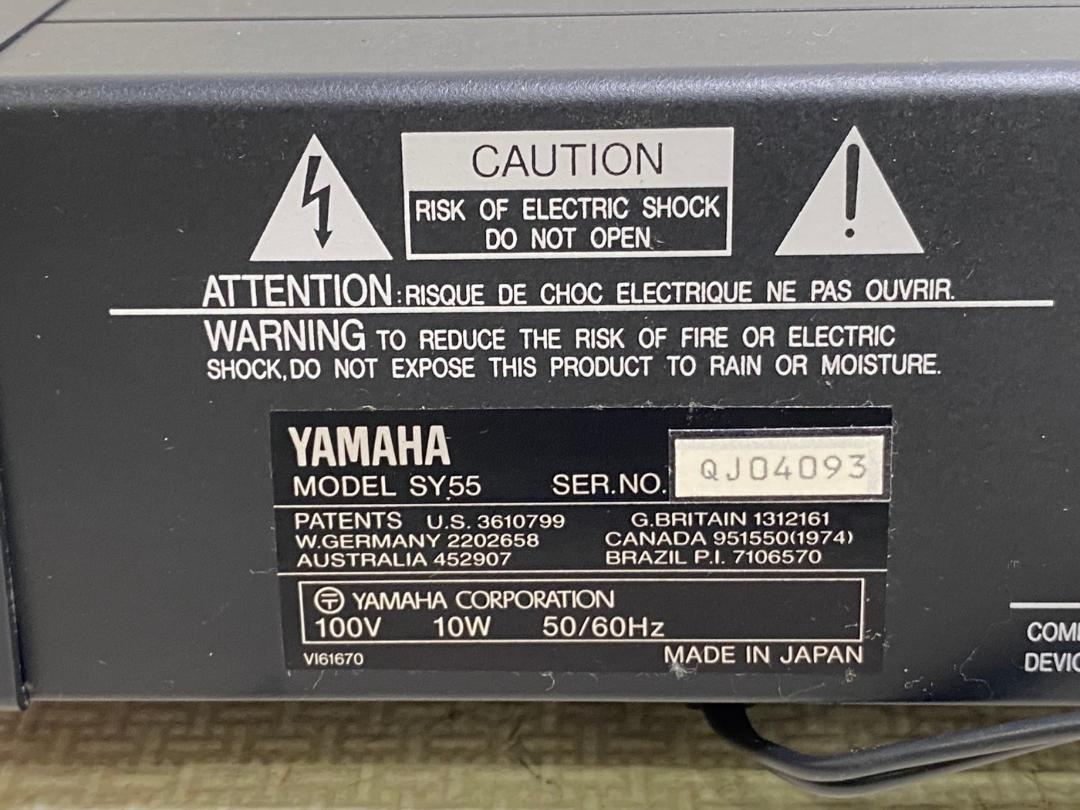 CAUTION
RISK OF ELECTRIC SHOCK
DO NOT OPEN
ATTENTION:RISQUE DE CHOC ELECTRIQUE NE PAS OUVRIR.
WARNING TO REDUCE THE RISK OF FIRE OR ELECTRIC
SHOCK,DO NOT EXPOSE THIS PRODUCT TO RAIN OR MOISTURE.
YAMAHA
MODEL SY55 SER.NO. QJ04093
PATENTS U.S. 3610799 G.BRITAIN 1312161
W.GERMANY 2202658 CANADA 951550(1974)
AUSTRALIA 452907 BRAZIL P.I. 7106570
YAMAHA CORPORATION
100V 10W 50/60Hz
VI61670 MADE IN JAPAN